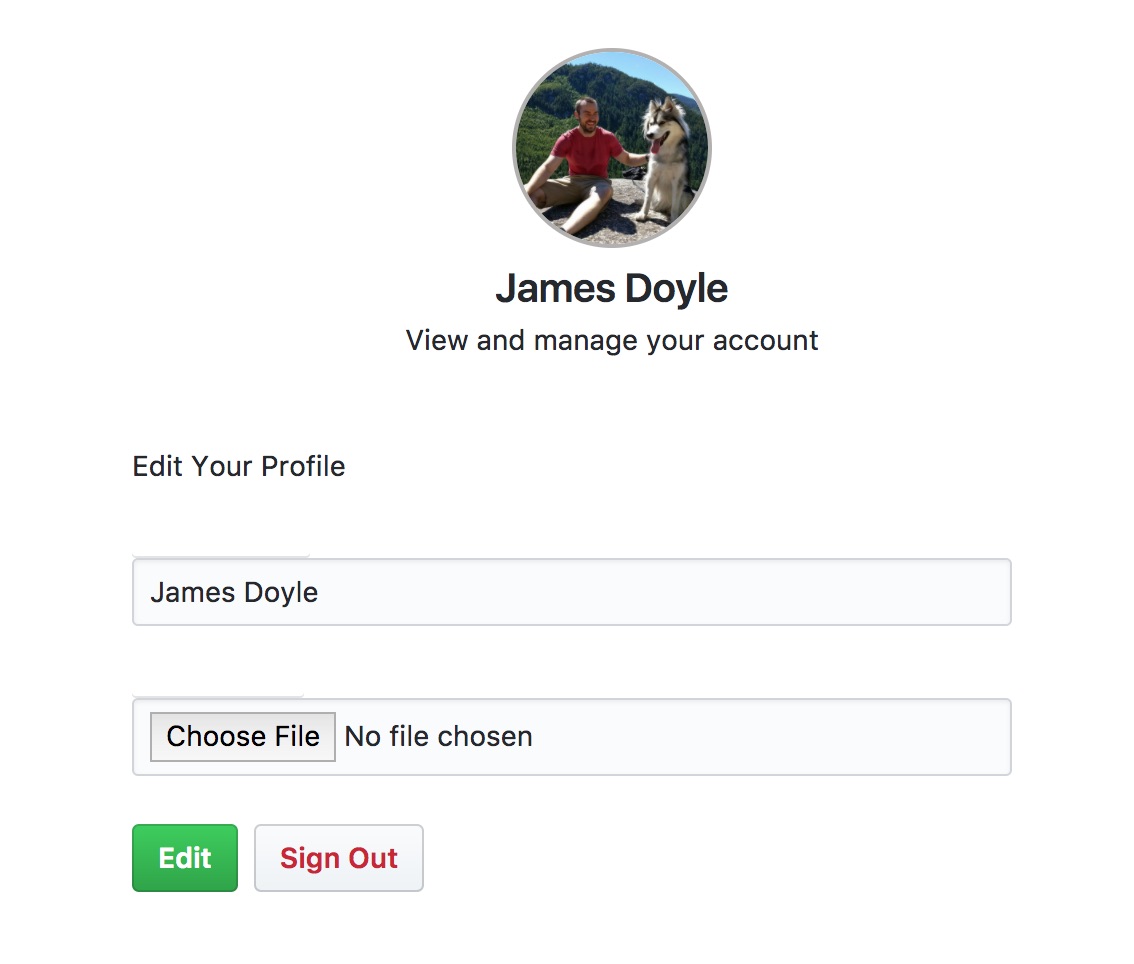 James Doyle
View and manage your account
Edit Your Profile
James Doyle
Choose File No file chosen
Edit Sign Out